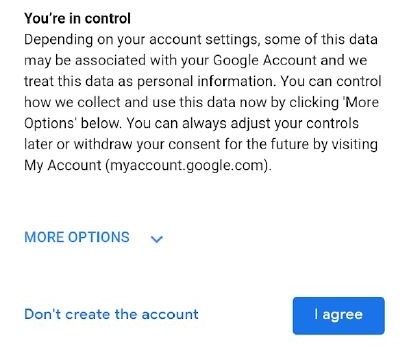 You're in control
Depending on your account settings, some of this data
may be associated with your Google Account and we
treat this data as personal information. You can control
how we collect and use this data now by clicking 'More
Options' below. You can always adjust your controls
later or withdraw your consent for the future by visiting
My Account (myaccount.google.com).
MORE OPTIONS
Don't create the account
I agree